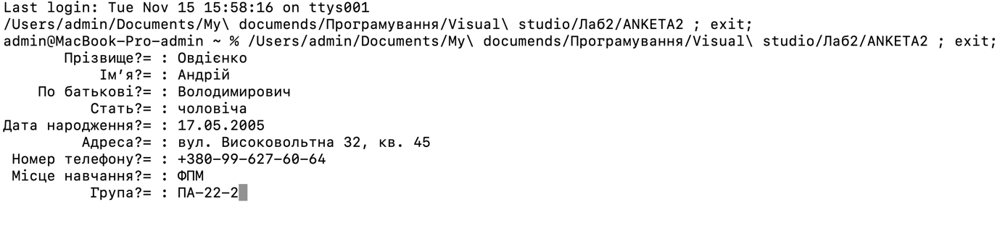 Last login: Tue Nov 15 15:58:16 on ttys001
/Users/admin/Documents/My\ documends/Програмування/Visual\ studio/Лаб2/ANKETA2 ; exit;
admin@MacBook-Pro-admin ~ % /Users/admin/Documents/My\ documends/Програмування/Visual\ studio/Лаб2/ANKETA2 ; exit;
Прізвище?= : Овдієнко
Ім’я?= : Андрій
По батькові?= : Володимирович
Стать?= : чоловіча
Дата народження?= : 17.05.2005
Адреса?= : вул. Високовольтна 32, кв. 45
Номер телефону?= : +380-99-627-60-64
Місце навчання?= : ФПМ
Група?= : ПА-22-2